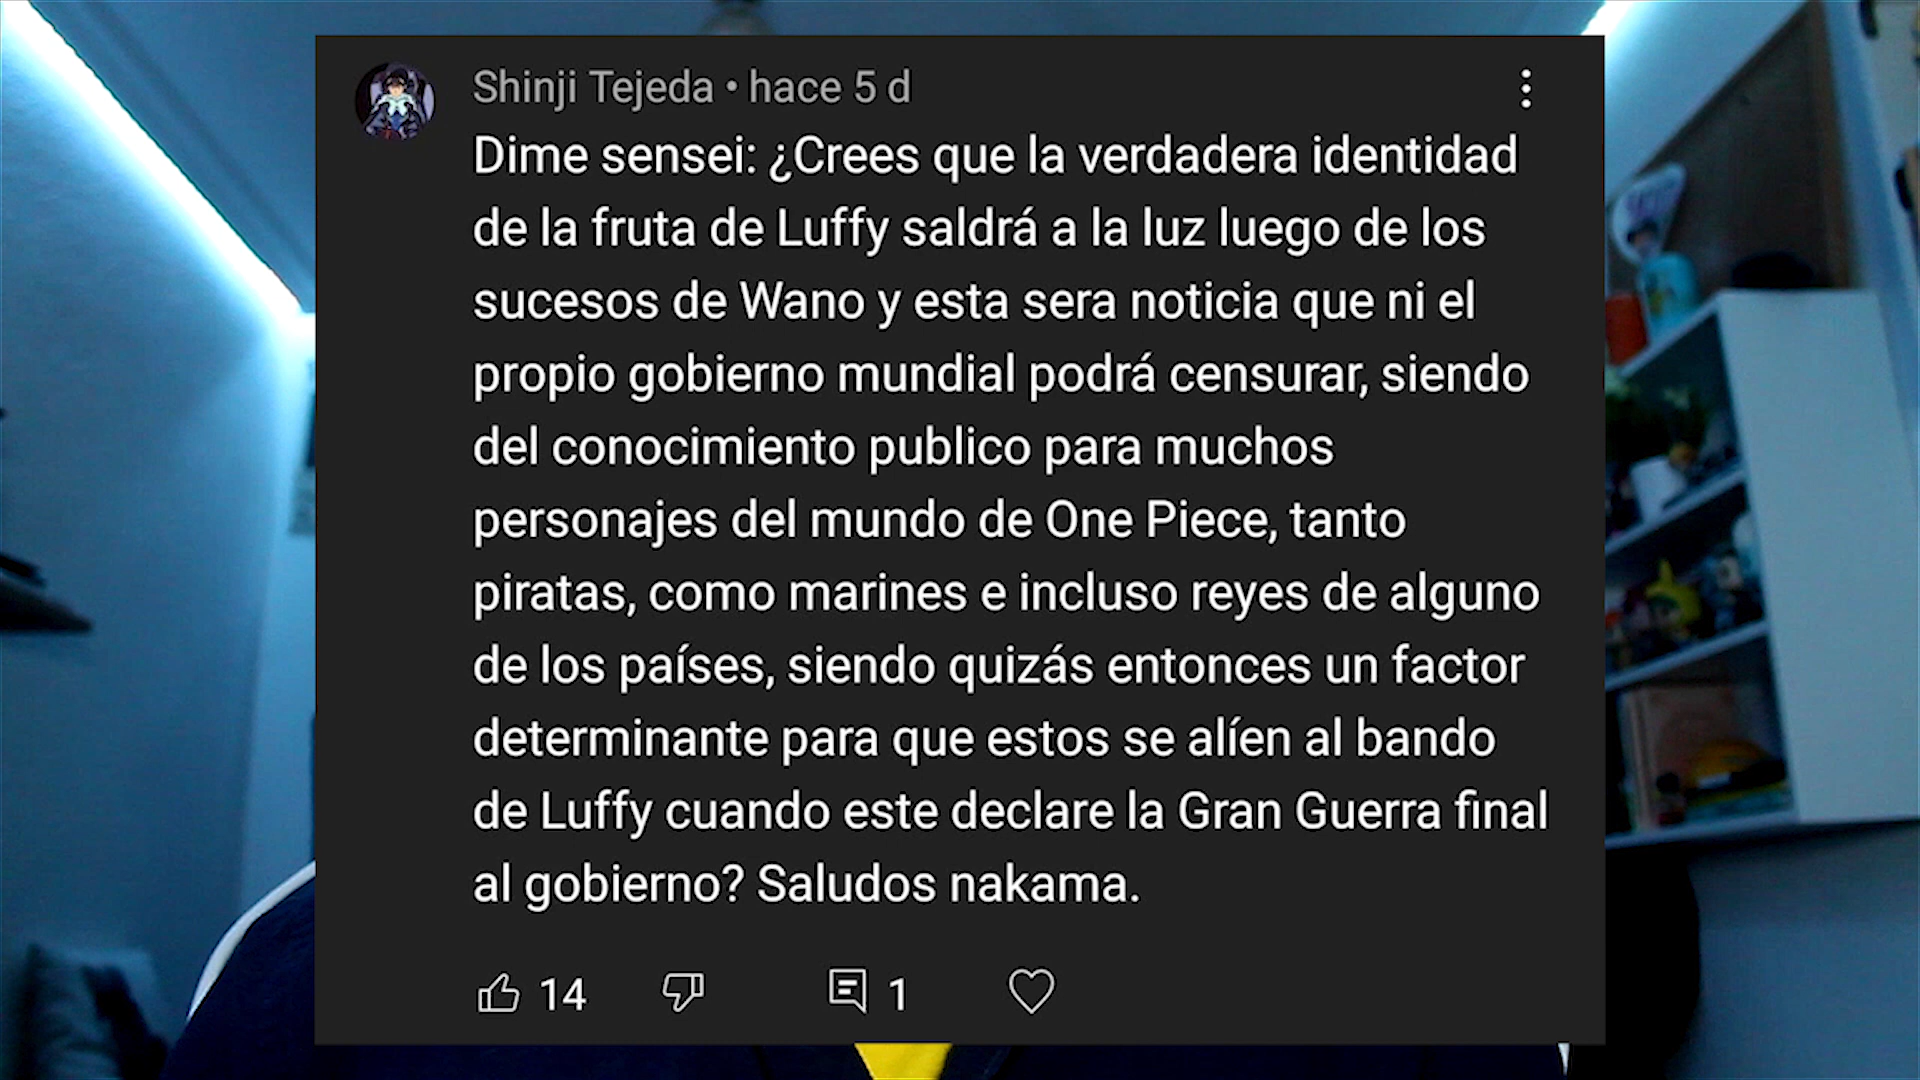 Shinji Tejeda • hace 5 d
Dime sensei: ¿Crees que la verdadera identidad
de la fruta de Luffy saldrá a la luz luego de los
sucesos de Wano y esta sera noticia que ni el
propio gobierno mundial podrá censurar, siendo
del conocimiento publico para muchos
personajes del mundo de One Piece, tanto
piratas, como marines e incluso reyes de alguno
de los países, siendo quizás entonces un factor
determinante para que estos se alíen al bando
de Luffy cuando este declare la Gran Guerra final
al gobierno? Saludos nakama.
14 1